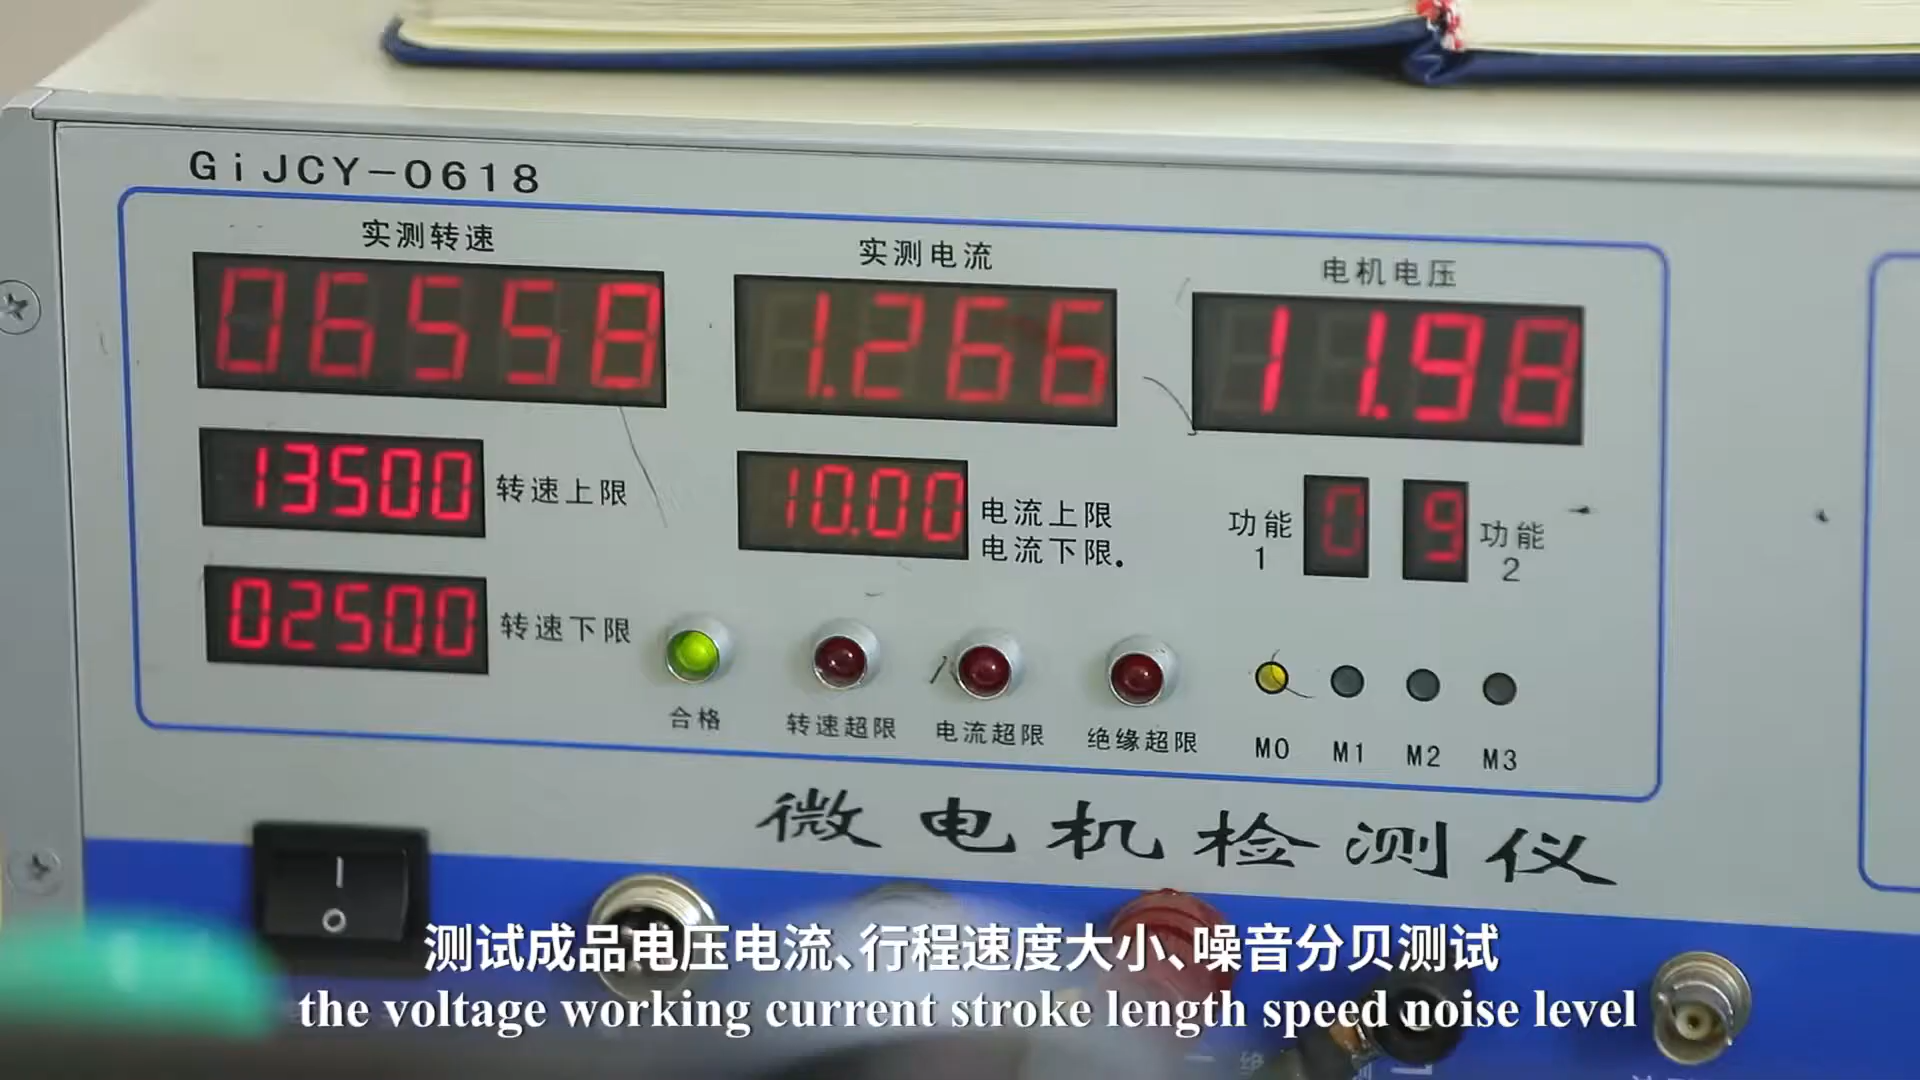 GiJCY-0618
实测转速
实测电流
电机电压
06558
1.266
11.98
13500
转速上限
10.00
电流上限
电流下限.
功能
1
0
9
功能
2
02500
转速下限
合格
转速超限
电流超限
绝缘超限
M0
M1
M2
M3
微电机检测仪
测试成品电压电流、行程速度大小、噪音分贝测试
the voltage working current stroke length speed noise level